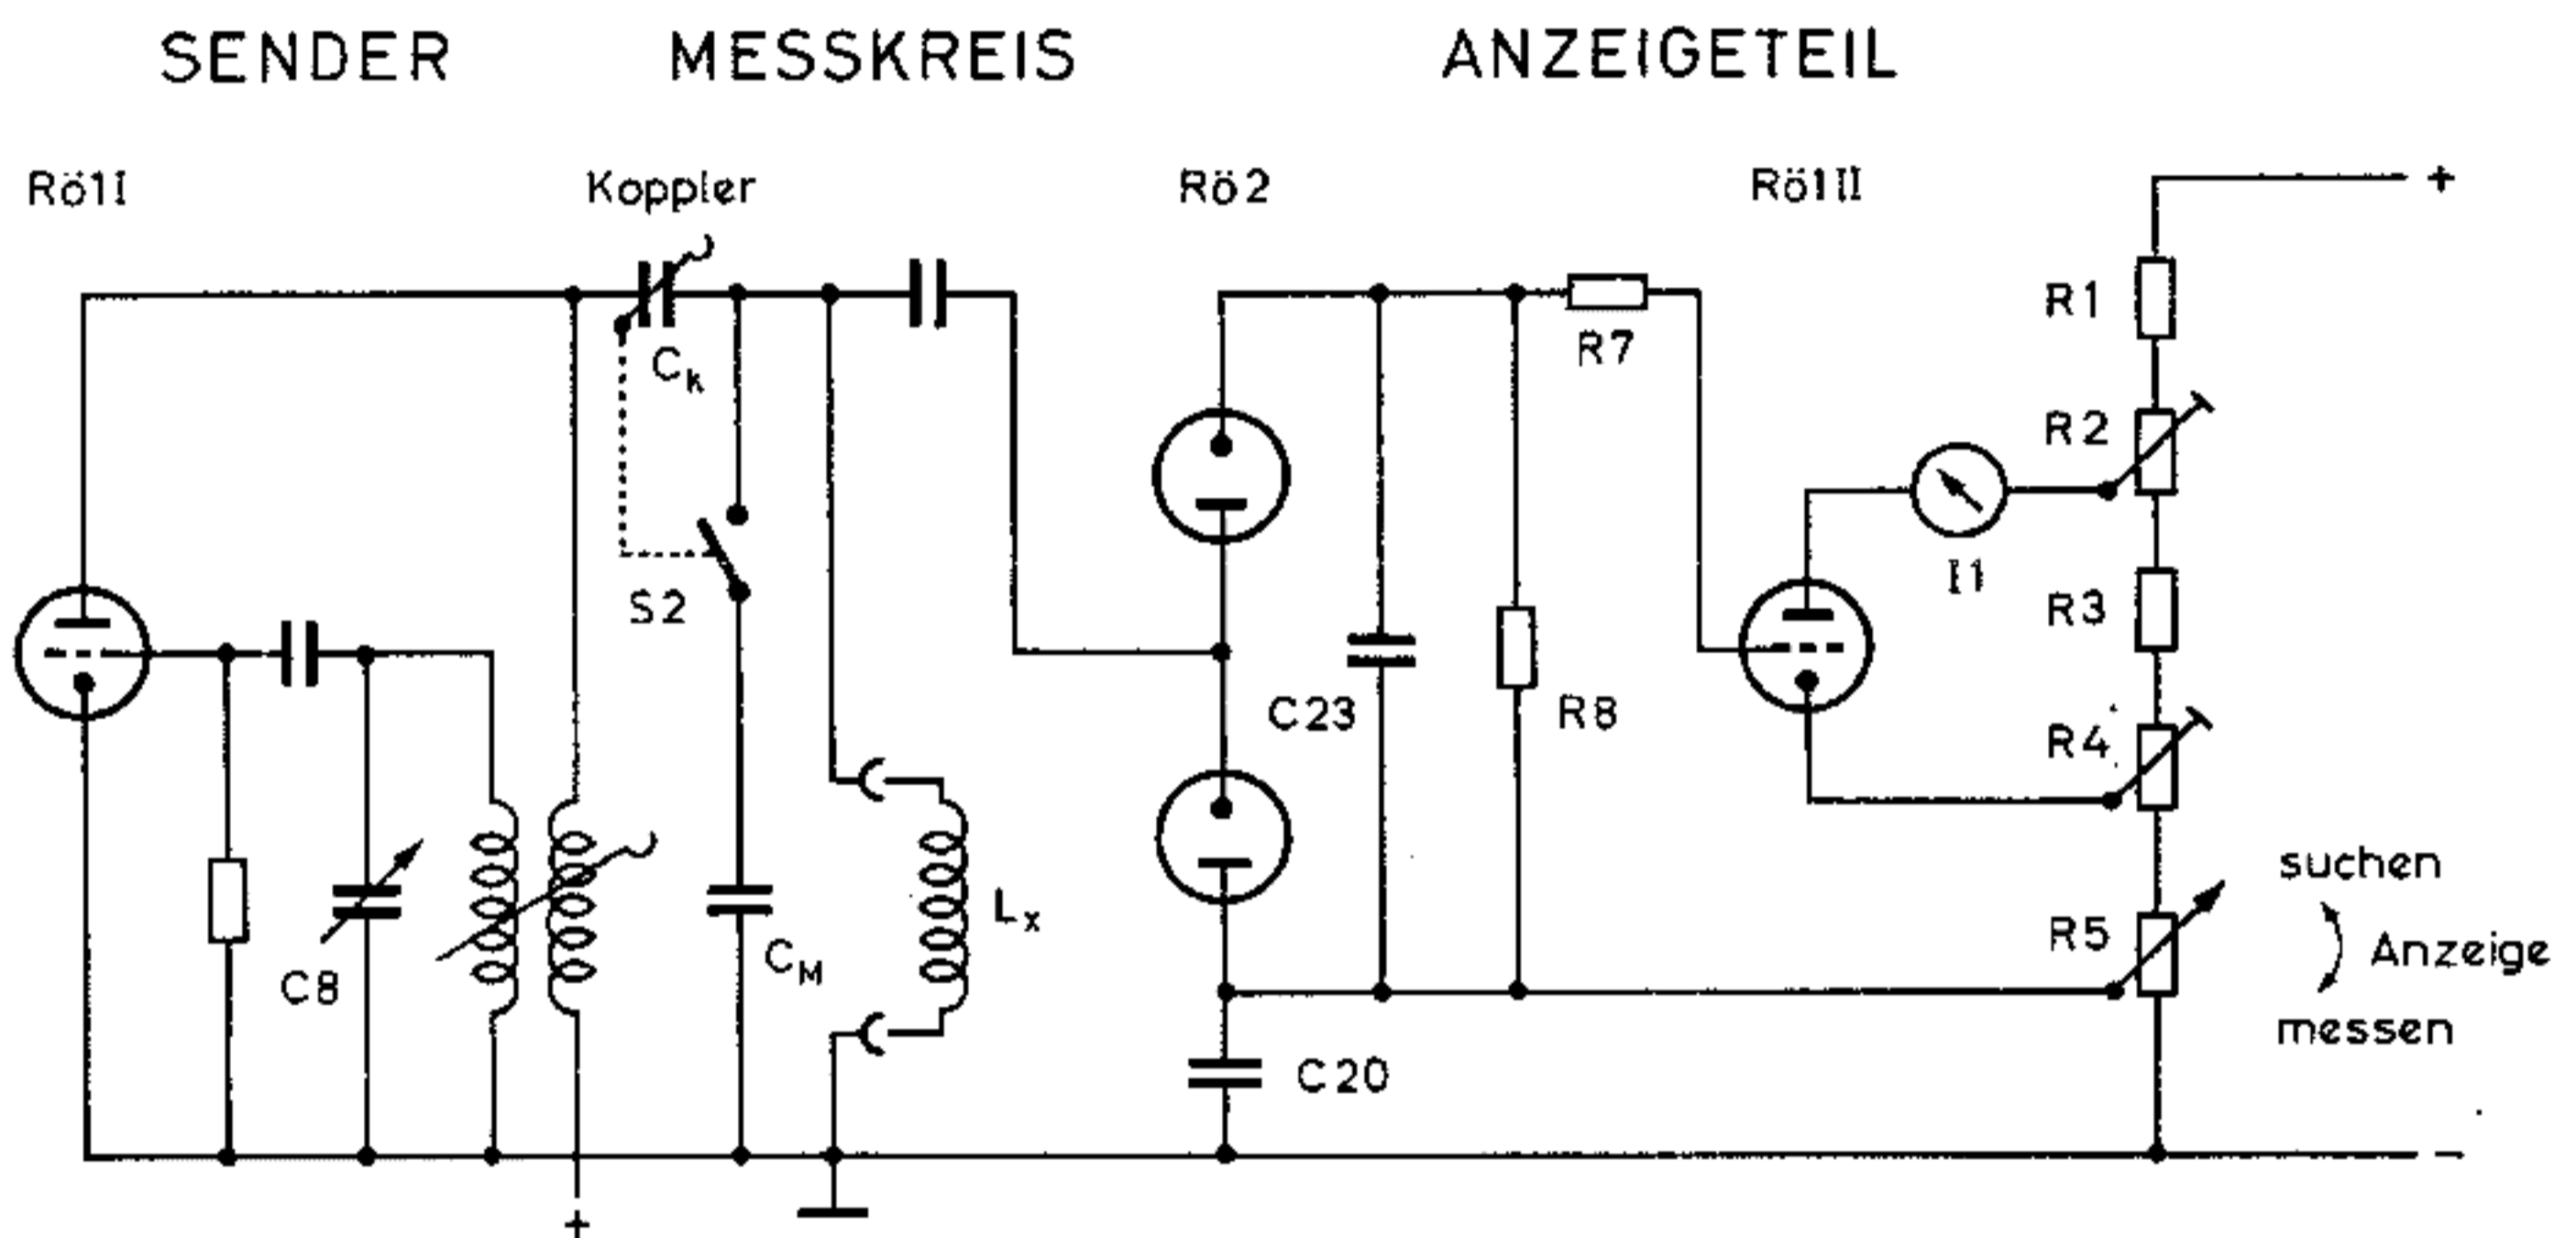 SENDER MESSKREIS ANZEIGETEIL
Rö1I Koppler Rö2 Rö1II +
R1
Ck R7
R2
I1
S2 R3
C23 R8 R4
suchen
Lx R5 Anzeige
CM
C8
messen
C20
-
+